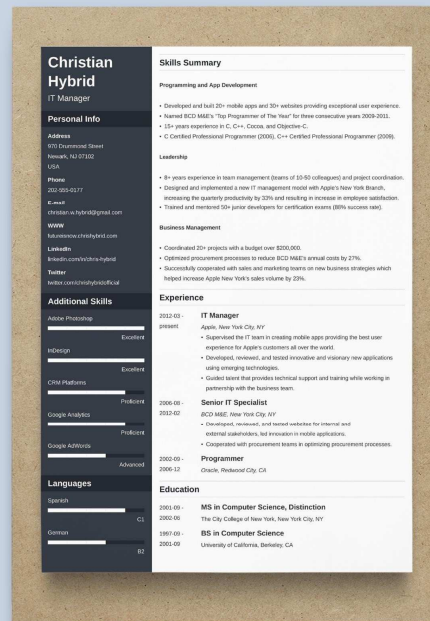 Christian
Hybrid
IT Manager
Personal Info
Address
970 Drummond Street
Newark, NJ 07102
USA
Phone
202-555-0177
E-mail
christian.w.hybrid@gmail.com
WWW
futureisnow.chrishybrid.com
LinkedIn
linkedin.com/in/chris-hybrid
Twitter
twitter.com/chrishybridofficial
Additional Skills
Adobe Photoshop
Excellent
InDesign
Excellent
CRM Platforms
Proficient
Google Analytics
Proficient
Google AdWords
Advanced
Languages
Spanish
C1
German
B2
Skills Summary
Programming and App Development
• Developed and built 20+ mobile apps and 30+ websites providing exceptional user experience.
• Named BCD M&E's "Top Programmer of The Year" for three consecutive years 2009-2011.
• 15+ years experience in C, C++, Cocoa, and Objective-C.
• C Certified Professional Programmer (2006), C++ Certified Professional Programmer (2009).
Leadership
• 8+ years experience in team management (teams of 10-50 colleagues) and project coordination.
• Designed and implemented a new IT management model with Apple's New York Branch,
increasing the quarterly productivity by 33% and resulting in increase in employee satisfaction.
• Trained and mentored 50+ junior developers for certification exams (88% success rate).
Business Management
• Coordinated 20+ projects with a budget over $200,000.
• Optimized procurement processes to reduce BCD M&E's annual costs by 27%.
• Successfully cooperated with sales and marketing teams on new business strategies which
helped increase Apple New York's sales volume by 23%.
Experience
2012-03 -
present
IT Manager
Apple, New York City, NY
• Supervised the IT team in creating mobile apps providing the best user
experience for Apple's customers all over the world.
• Developed, reviewed, and tested innovative and visionary new applications
using emerging technologies.
• Guided talent that provides technical support and training while working in
partnership with the business team.
2006-08 -
2012-02
Senior IT Specialist
BCD M&E, New York City, NY
• Developed, reviewed, and tested websites for internal and
external stakeholders, led innovation in mobile applications.
• Cooperated with procurement teams in optimizing procurement processes.
2002-09 -
2006-12
Programmer
Oracle, Redwood City, CA
Education
2001-09 -
2002-06
MS in Computer Science, Distinction
The City College of New York, New York City, NY
1997-09 -
2001-09
BS in Computer Science
University of California, Berkeley, CA